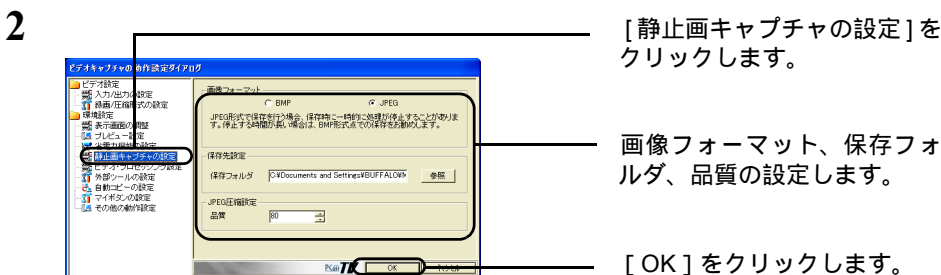 2
[静止画キャプチャの設定]を
クリックします。
ビデオキャプチャの動作設定ダイアログ
ビデオ設定
入力/出力の設定
録画/圧縮形式の設定
環境設定
表示画面の調整
プレビュー設定
静止画キャプチャの設定
ビデオ・プロセッシング設定
外部ツールの設定
自動コピーの設定
マイボタンの設定
その他の動作設定
画像フォーマット
BMP
JPEG
JPEG形式で保存を行う場合、保存時に一時的に処理が停止することがありま
す。停止する時間が長い場合は、BMP形式での保存をお勧めします。
保存先設定
保存フォルダ
C:¥Documents and Settings¥BUFFALO¥M
参照
JPEG圧縮設定
品質
80
画像フォーマット、保存フォ
ルダ、品質の設定します。
OK
[OK]をクリックします。